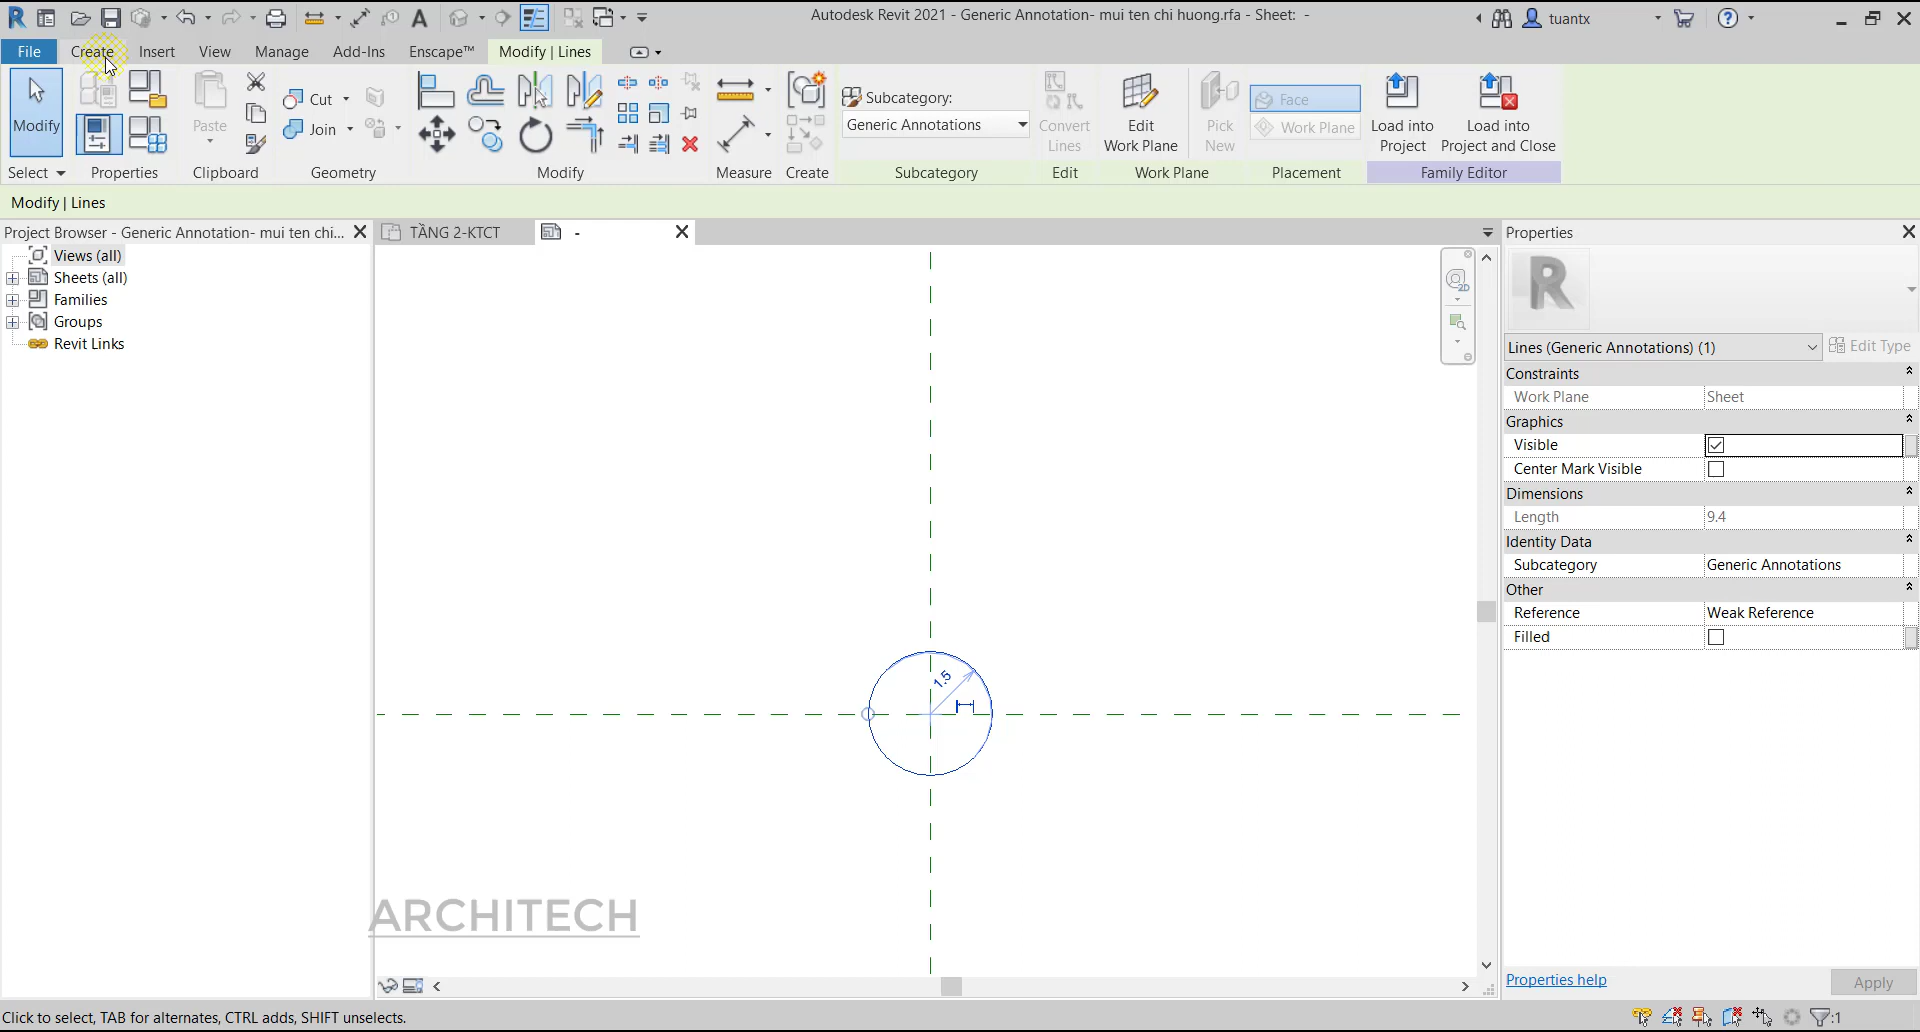 Autodesk Revit 2021 - Generic Annotation- mui ten chi huong.rfa - Sheet: -
tuantx
File
Create
Insert
View
Manage
Add-Ins
Enscape™
Modify | Lines
Modify
Paste
Cut
Join
Subcategory:
Generic Annotations
Convert Lines
Edit Work Plane
Pick New
Face
Work Plane
Load into Project
Load into Project and Close
Select
Properties
Clipboard
Geometry
Modify
Measure
Create
Subcategory
Edit
Work Plane
Placement
Family Editor
Modify | Lines
Project Browser - Generic Annotation- mui ten chi...
TẦNG 2-KTCT
-
Properties
Views (all)
Sheets (all)
Families
Groups
Revit Links
2D
R
Lines (Generic Annotations) (1)
Edit Type
Constraints
Work Plane Sheet
Graphics
Visible
Center Mark Visible
Dimensions
Length 9.4
Identity Data
Subcategory Generic Annotations
Other
Reference Weak Reference
Filled
1.5
ARCHITECH
Properties help
Apply
Click to select, TAB for alternates, CTRL adds, SHIFT unselects.
:1